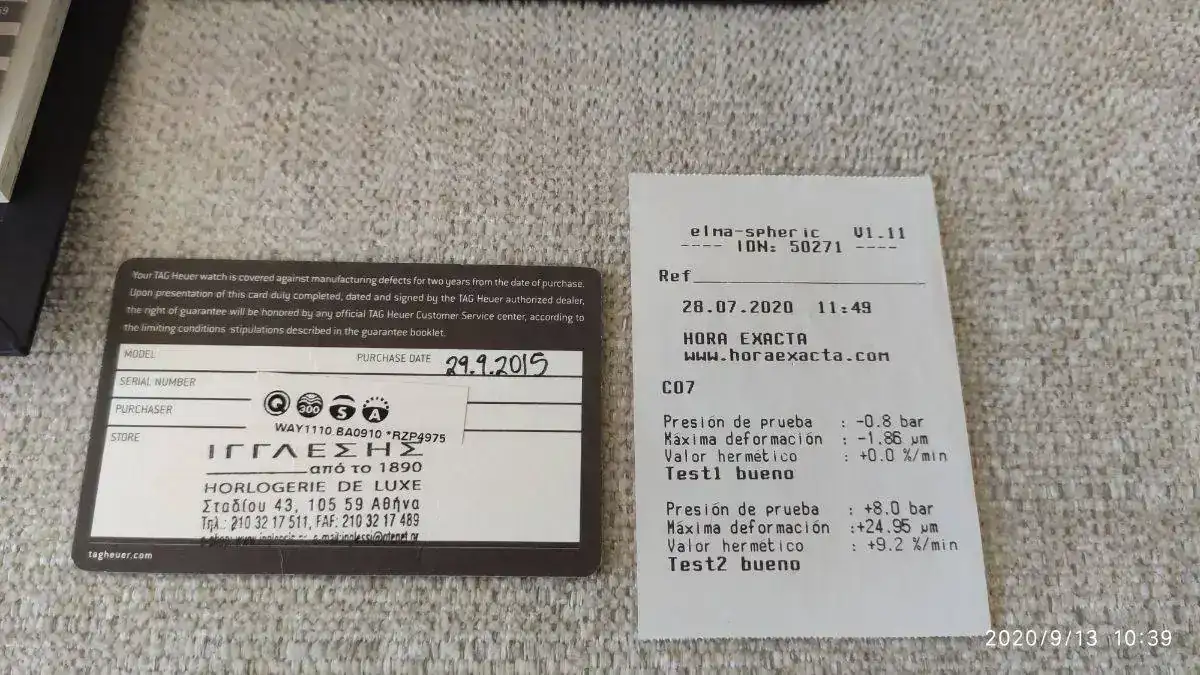 59
Your TAG Heuer watch is covered against manufacturing defects for two years from the date of purchase.
Upon presentation of this card duly completed, dated and signed by the TAG Heuer authorized dealer,
the right of guarantee will be honored by any official TAG Heuer Customer Service center, according to
the limiting conditions stipulations described in the guarantee booklet.
MODEL
PURCHASE DATE 29.9.2015
SERIAL NUMBER
PURCHASER
Q 300 S A
WAY1110.BA0910 *RZP4975
STORE
ΙΓΓΛΕΣΗΣ
από το 1890
HORLOGERIE DE LUXE
Σταδίου 43, 105 59 Αθήνα
Τηλ.: 210 32 17 511, FAF: 210 32 17 489
tagheuer.com
elma-spheric V1.11
---- IDN: 50271 ----
Ref
28.07.2020 11:49
HORA EXACTA
www.horaexacta.com
C07
Presión de prueba : -0.8 bar
Máxima deformación : -1.86 µm
Valor hermético : +0.0 %/min
Test1 bueno
Presión de prueba : +8.0 bar
Máxima deformación :+24.95 µm
Valor hermético : +9.2 %/min
Test2 bueno
2020/9/13 10:39